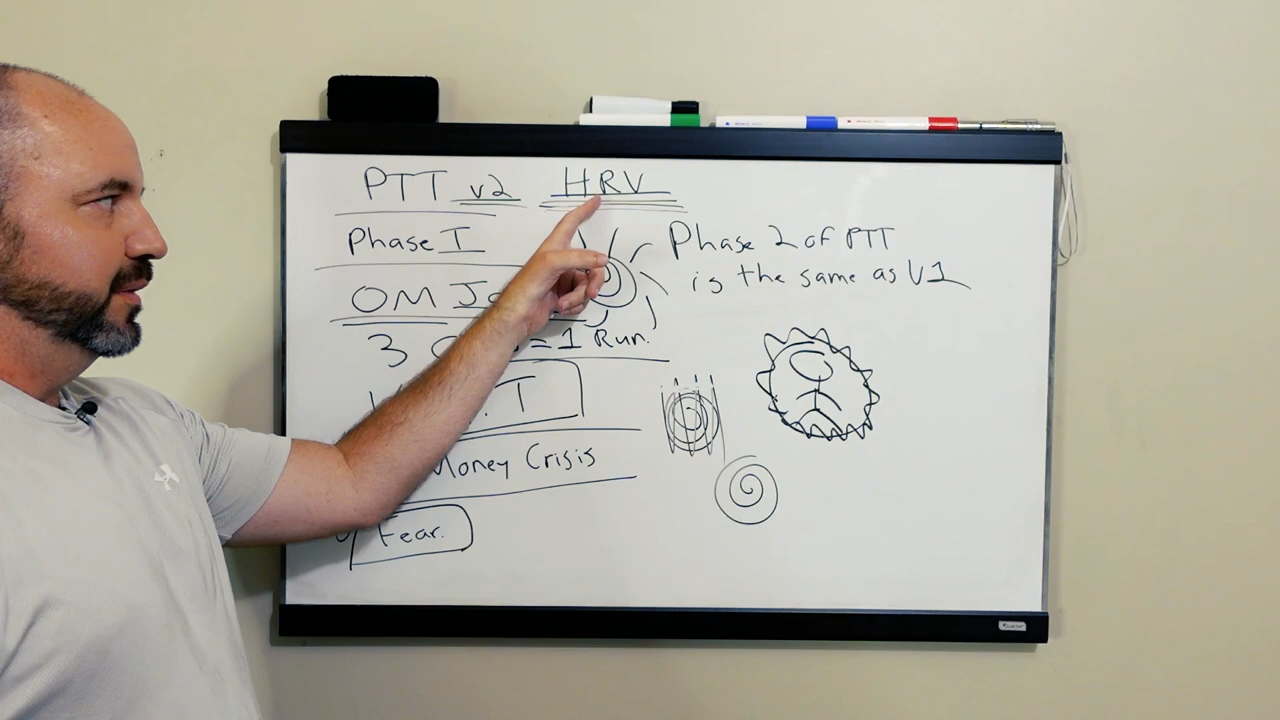 PTT v2 HRV
Phase I
Phase 2 of PTT
is the same as V1
OM
3 = 1 Run.
Money Crisis
Fear.